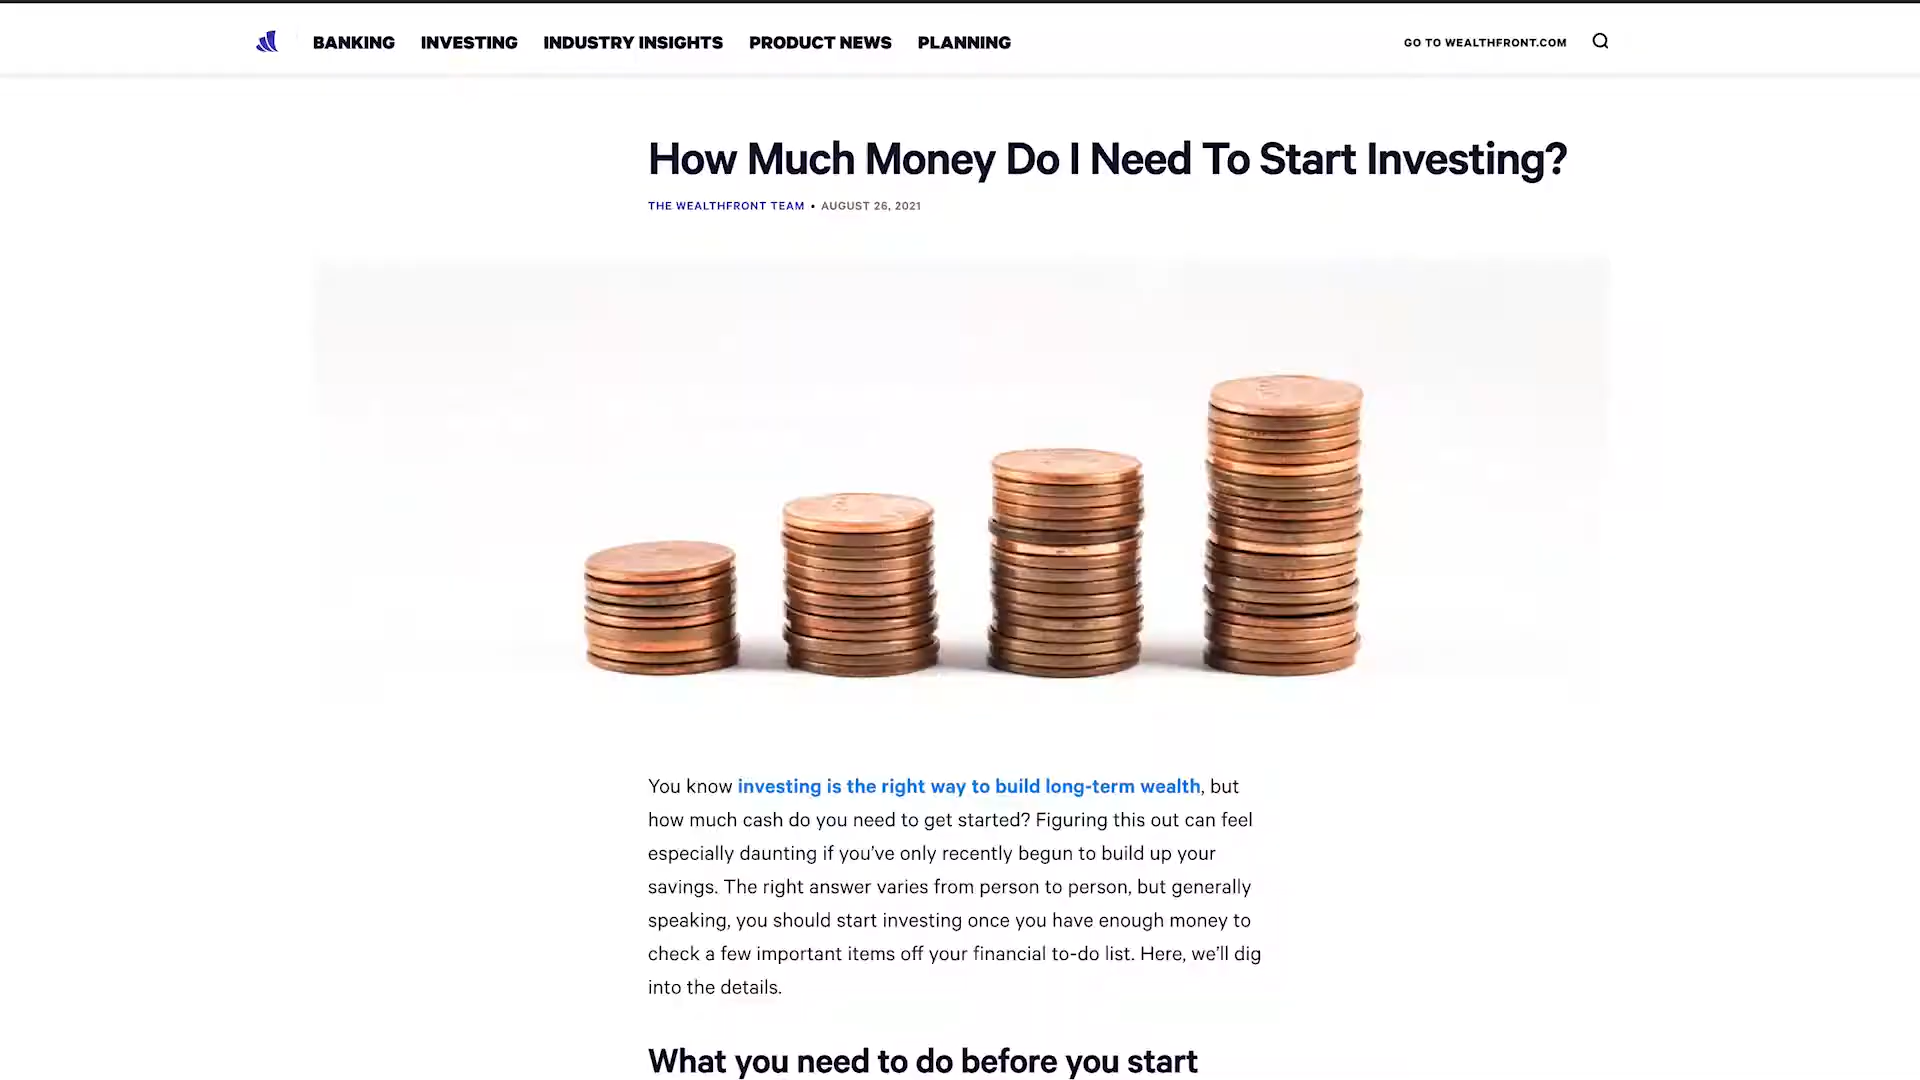 BANKING INVESTING INDUSTRY INSIGHTS PRODUCT NEWS PLANNING GO TO WEALTHFRONT.COM
How Much Money Do I Need To Start Investing?
THE WEALTHFRONT TEAM • AUGUST 26, 2021
You know investing is the right way to build long-term wealth, but
how much cash do you need to get started? Figuring this out can feel
especially daunting if you’ve only recently begun to build up your
savings. The right answer varies from person to person, but generally
speaking, you should start investing once you have enough money to
check a few important items off your financial to-do list. Here, we’ll dig
into the details.
What you need to do before you start